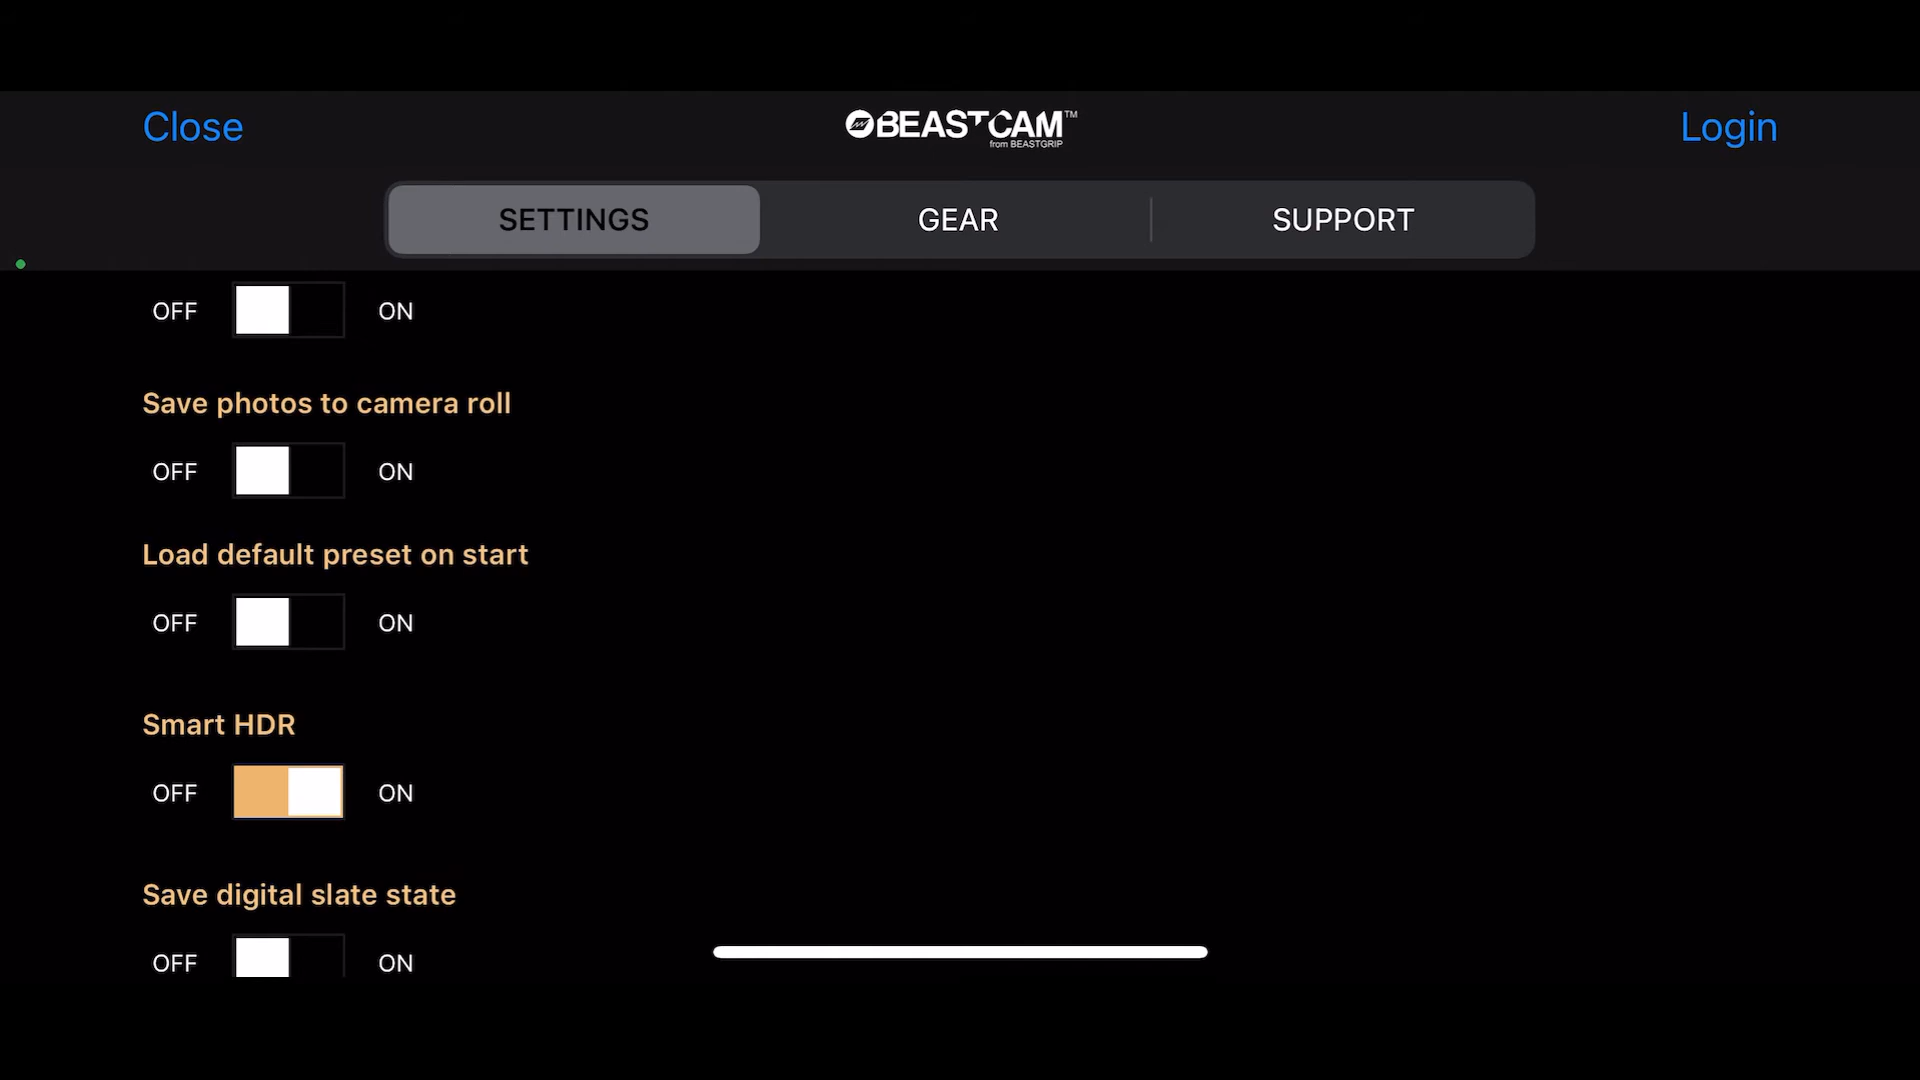 Close
BEASTCAM™
from BEASTGRIP
Login
SETTINGS
GEAR
SUPPORT
OFF ON
Save photos to camera roll
OFF ON
Load default preset on start
OFF ON
Smart HDR
OFF ON
Save digital slate state
OFF ON